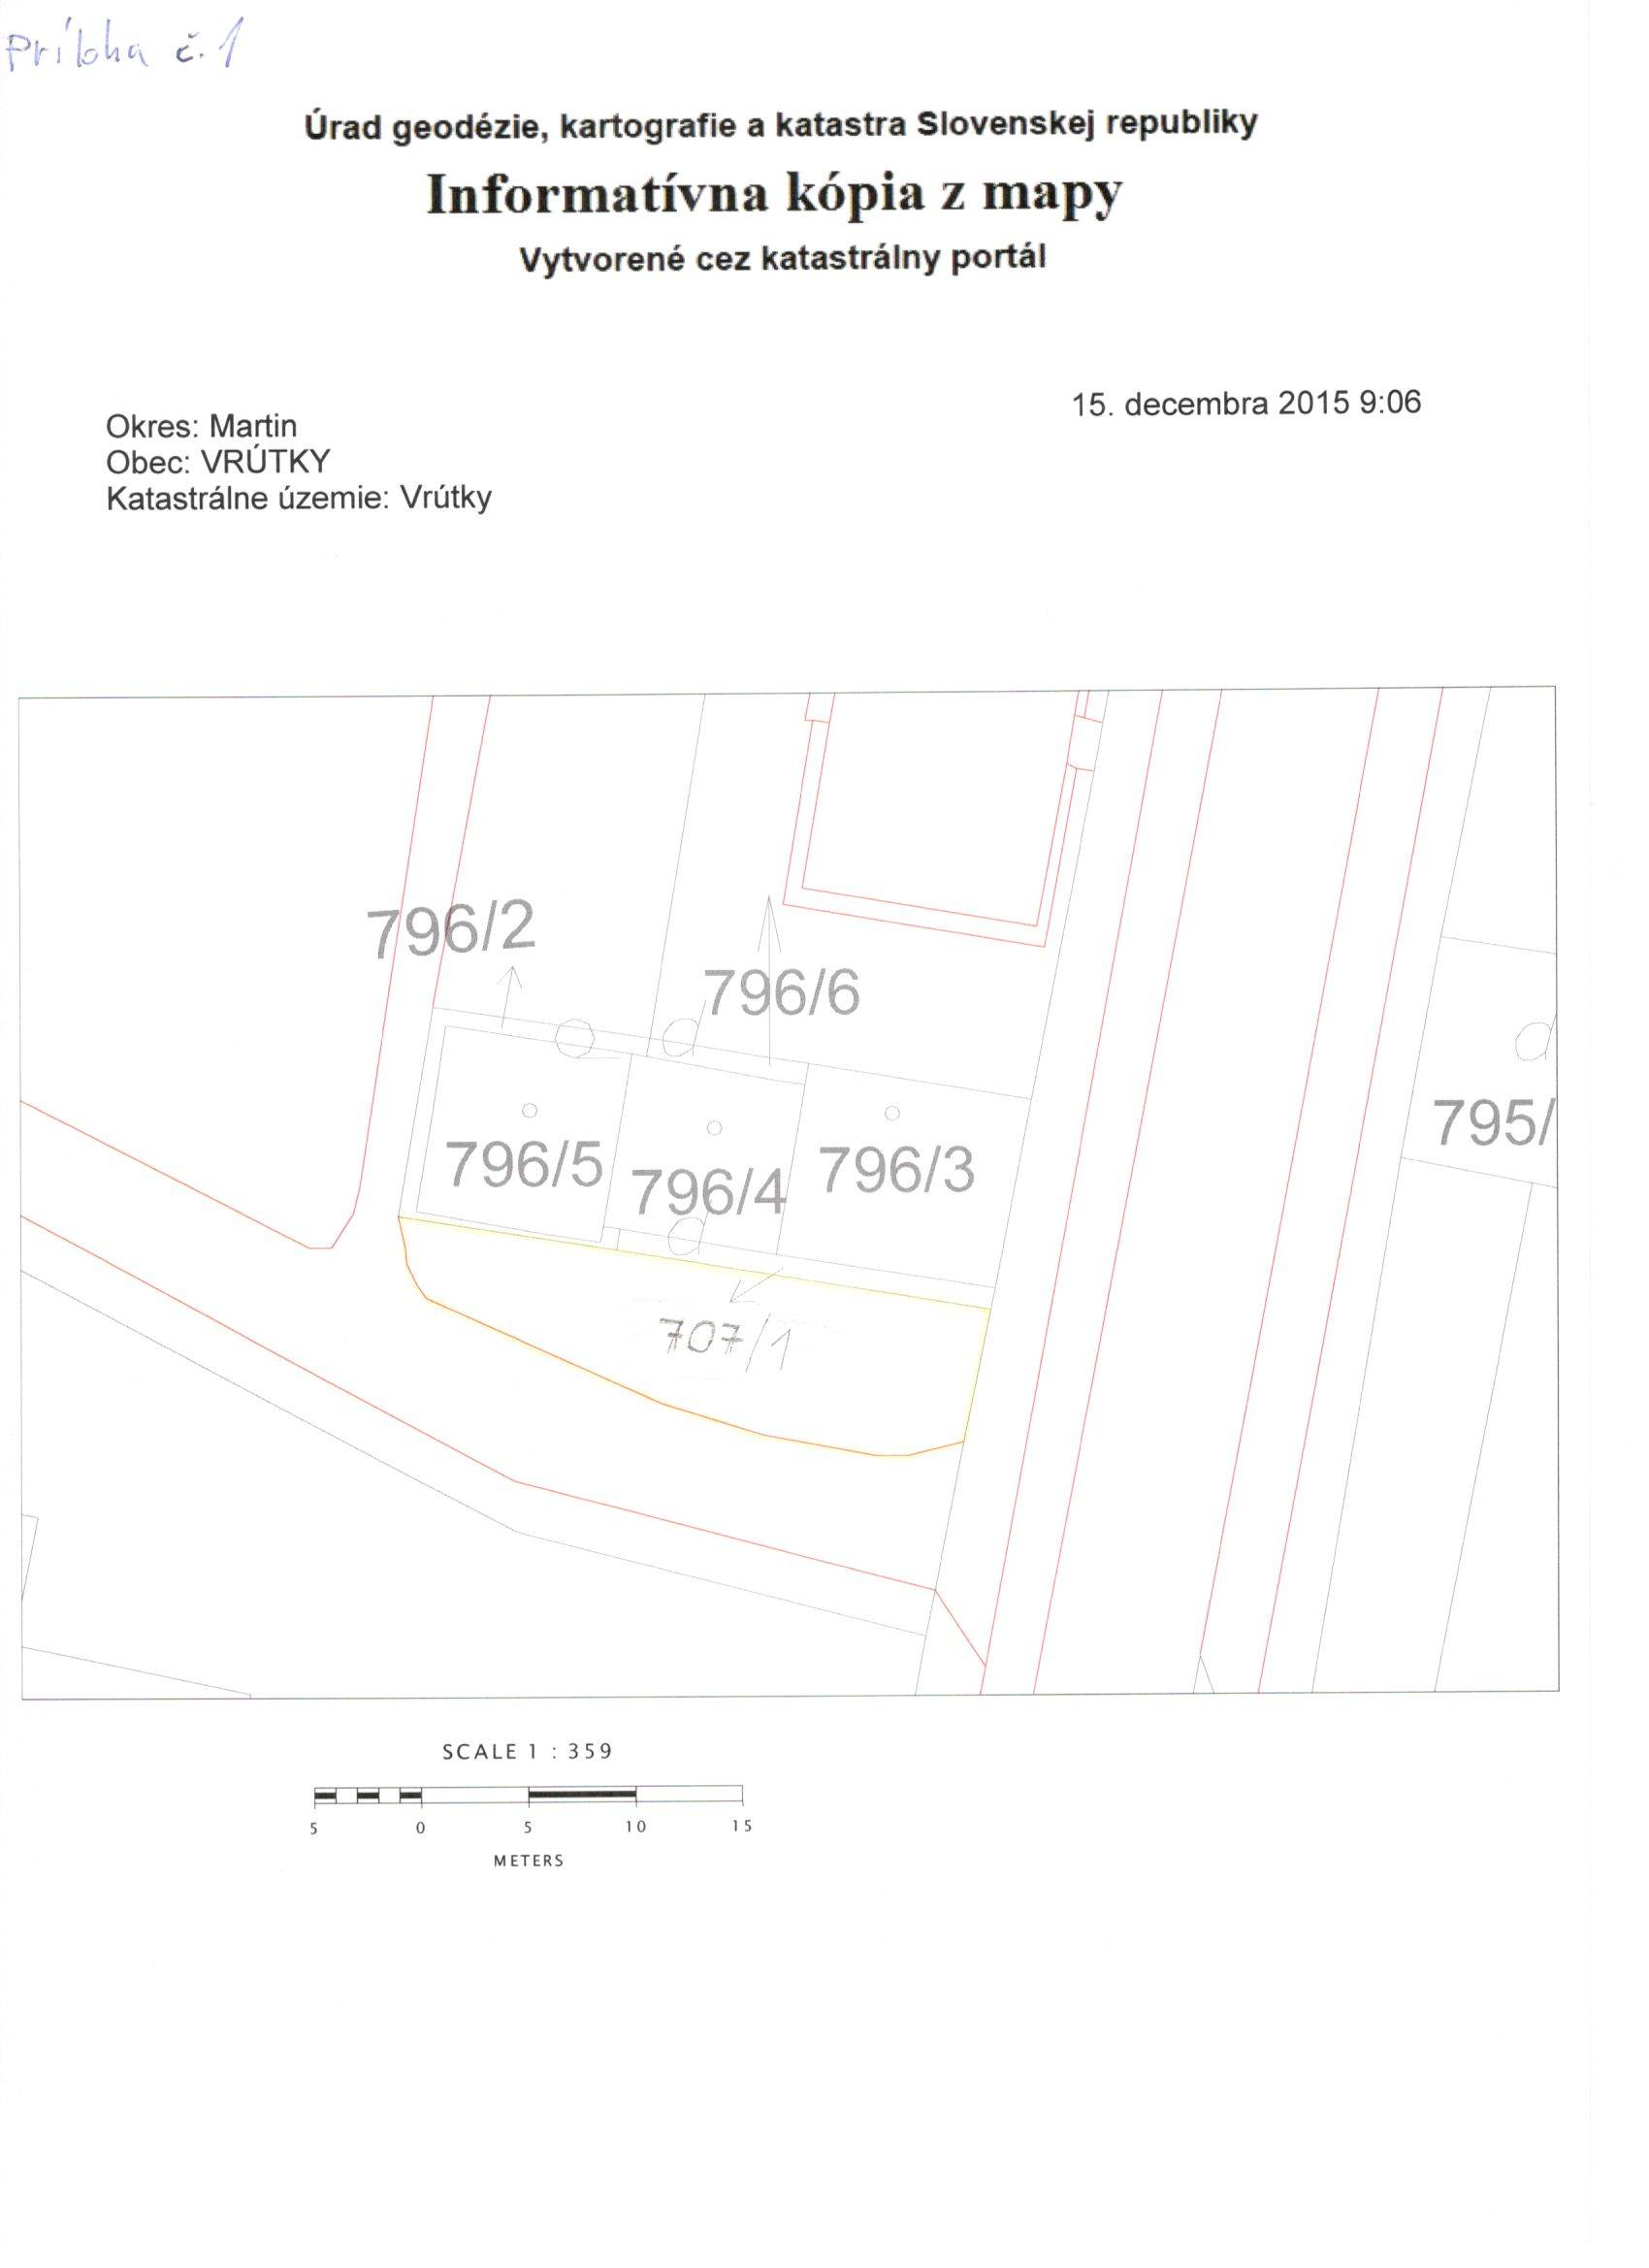 Príloha č. 1
Úrad geodézie, kartografie a katastra Slovenskej republiky
Informatívna kópia z mapy
Vytvorené cez katastrálny portál
15. decembra 2015 9:06
Okres: Martin
Obec: VRÚTKY
Katastrálne územie: Vrútky
796/2
796/6
795/
796/5
796/4
796/3
707/1
SCALE 1 : 359
5 0 5 10 15
METERS